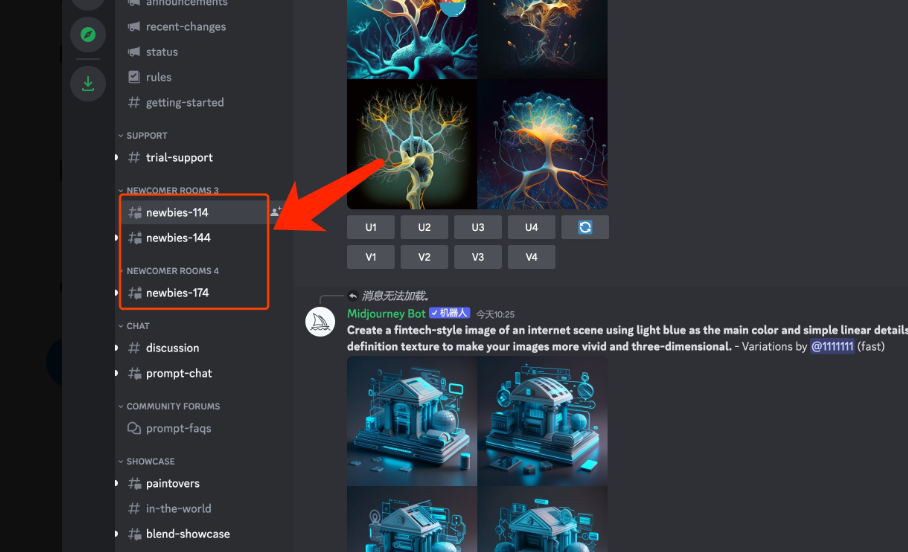 announcements
recent-changes
status
rules
getting-started
SUPPORT
trial-support
NEWCOMER ROOMS 3
newbies-114
newbies-144
NEWCOMER ROOMS 4
newbies-174
CHAT
discussion
prompt-chat
COMMUNITY FORUMS
prompt-faqs
SHOWCASE
paintovers
in-the-world
blend-showcase
U1 U2 U3 U4
V1 V2 V3 V4
消息无法加载。
Midjourney Bot 机器人 今天10:25
Create a fintech-style image of an internet scene using light blue as the main color and simple linear details
definition texture to make your images more vivid and three-dimensional. - Variations by @1111111 (fast)